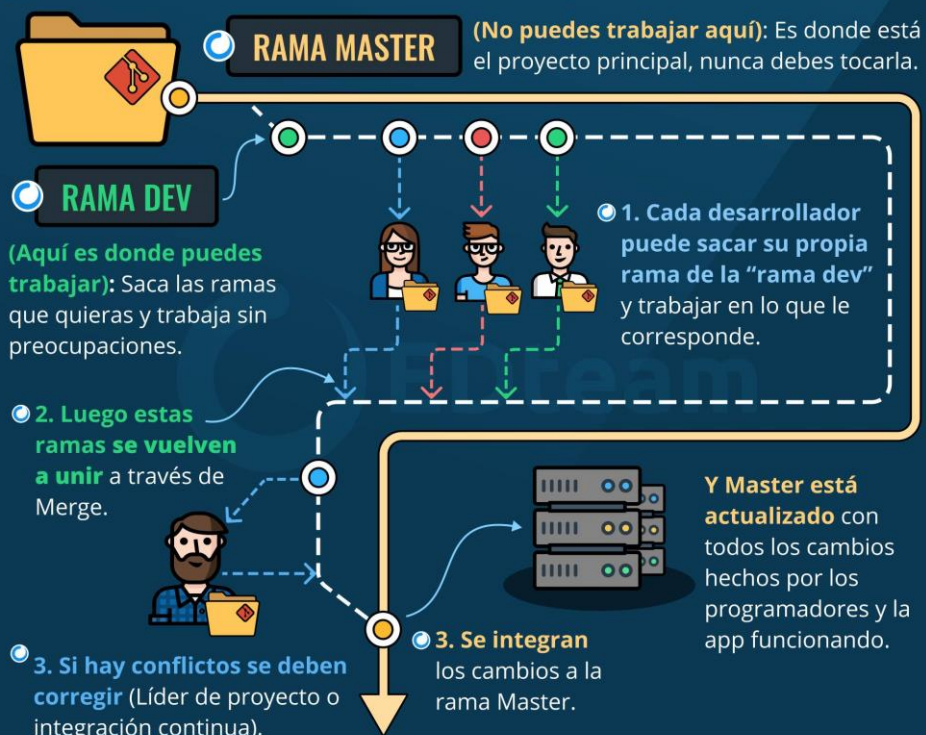 RAMA MASTER
(No puedes trabajar aquí): Es donde está
el proyecto principal, nunca debes tocarla.
RAMA DEV
(Aquí es donde puedes
trabajar): Saca las ramas
que quieras y trabaja sin
preocupaciones.
1. Cada desarrollador
puede sacar su propia
rama de la “rama dev”
y trabajar en lo que le
corresponde.
EDteam
2. Luego estas
ramas se vuelven
a unir a través de
Merge.
Y Master está
actualizado con
todos los cambios
hechos por los
programadores y la
app funcionando.
3. Si hay conflictos se deben
corregir (Líder de proyecto o
integración continua).
3. Se integran
los cambios a la
rama Master.